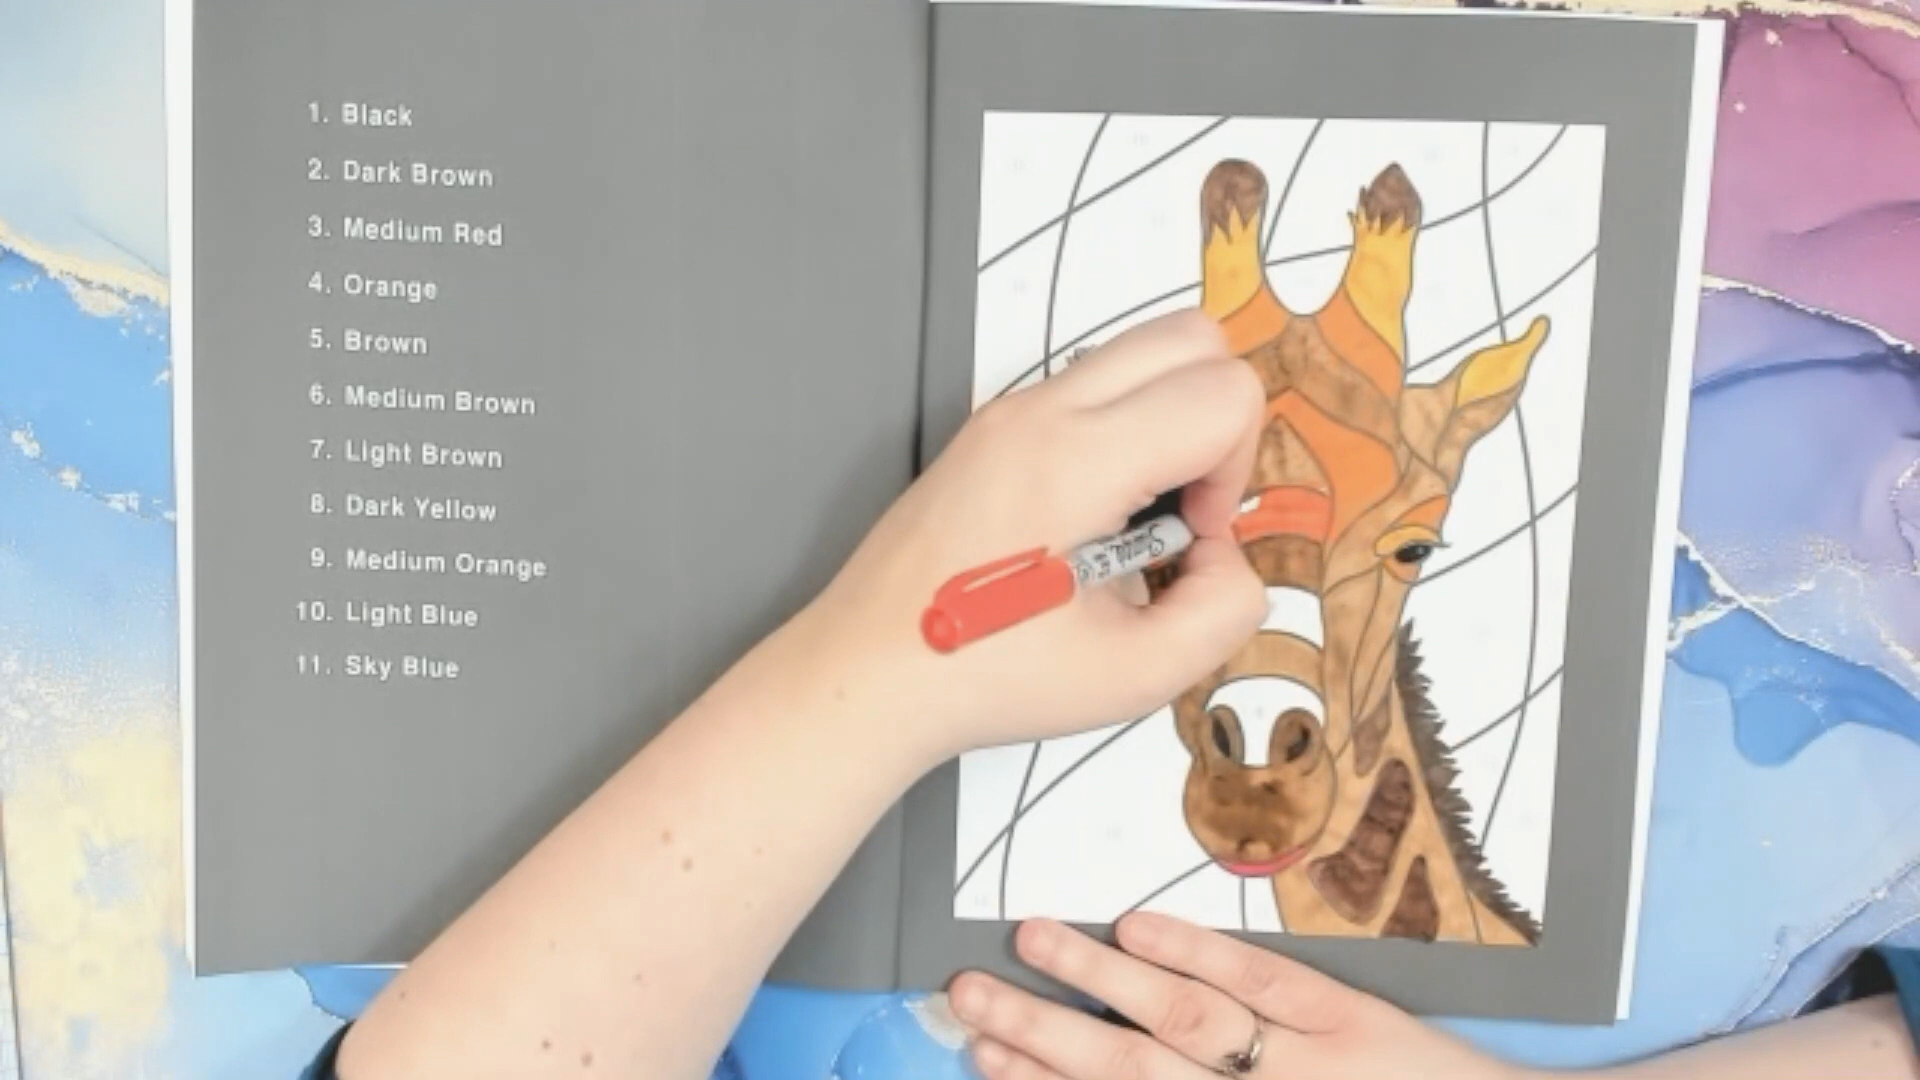 1. Black
2. Dark Brown
3. Medium Red
4. Orange
5. Brown
6. Medium Brown
7. Light Brown
8. Dark Yellow
9. Medium Orange
10. Light Blue
11. Sky Blue